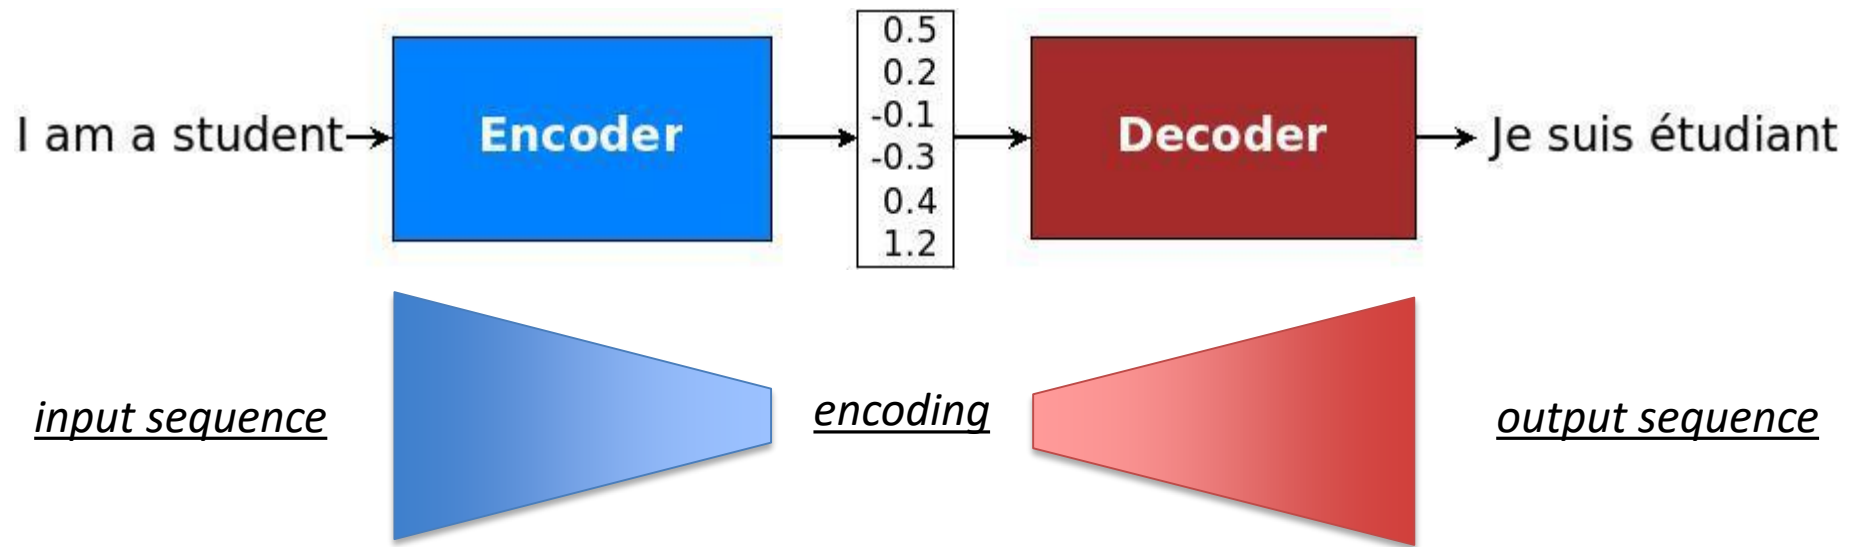 I am a student
Encoder
0.5
0.2
-0.1
-0.3
0.4
1.2
Decoder
Je suis étudiant
input sequence
encoding
output sequence